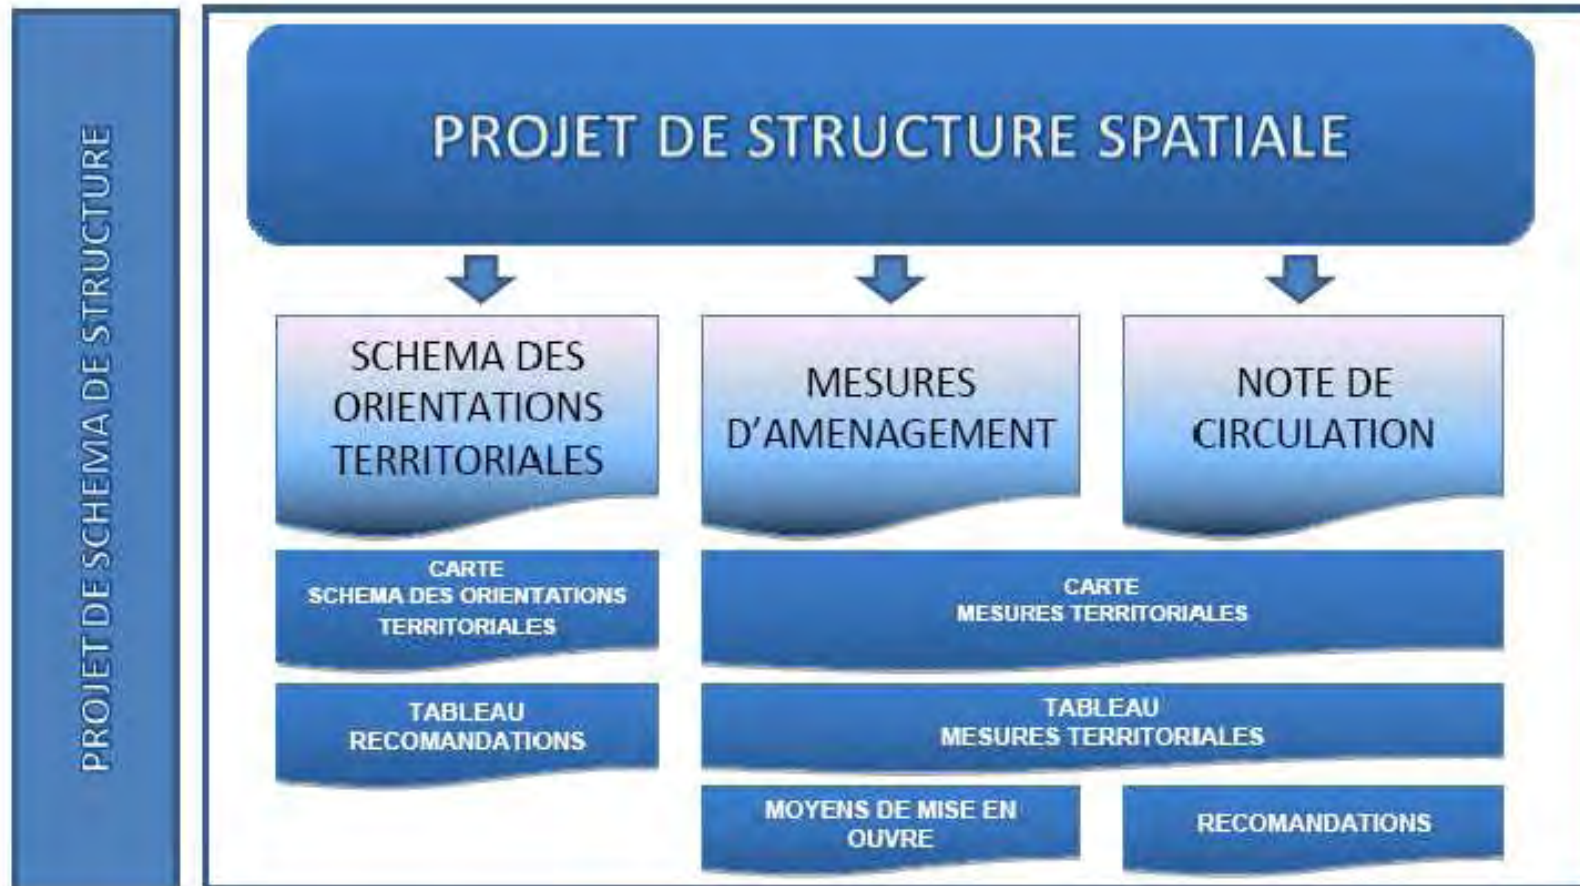 PROJET DE SCHEMA DE STRUCTURE
PROJET DE STRUCTURE SPATIALE
SCHEMA DES
ORIENTATIONS
TERRITORIALES
MESURES
D'AMENAGEMENT
NOTE DE
CIRCULATION
CARTE
SCHEMA DES ORIENTATIONS
TERRITORIALES
CARTE
MESURES TERRITORIALES
TABLEAU
RECOMANDATIONS
TABLEAU
MESURES TERRITORIALES
MOYENS DE MISE EN
OUVRE
RECOMANDATIONS